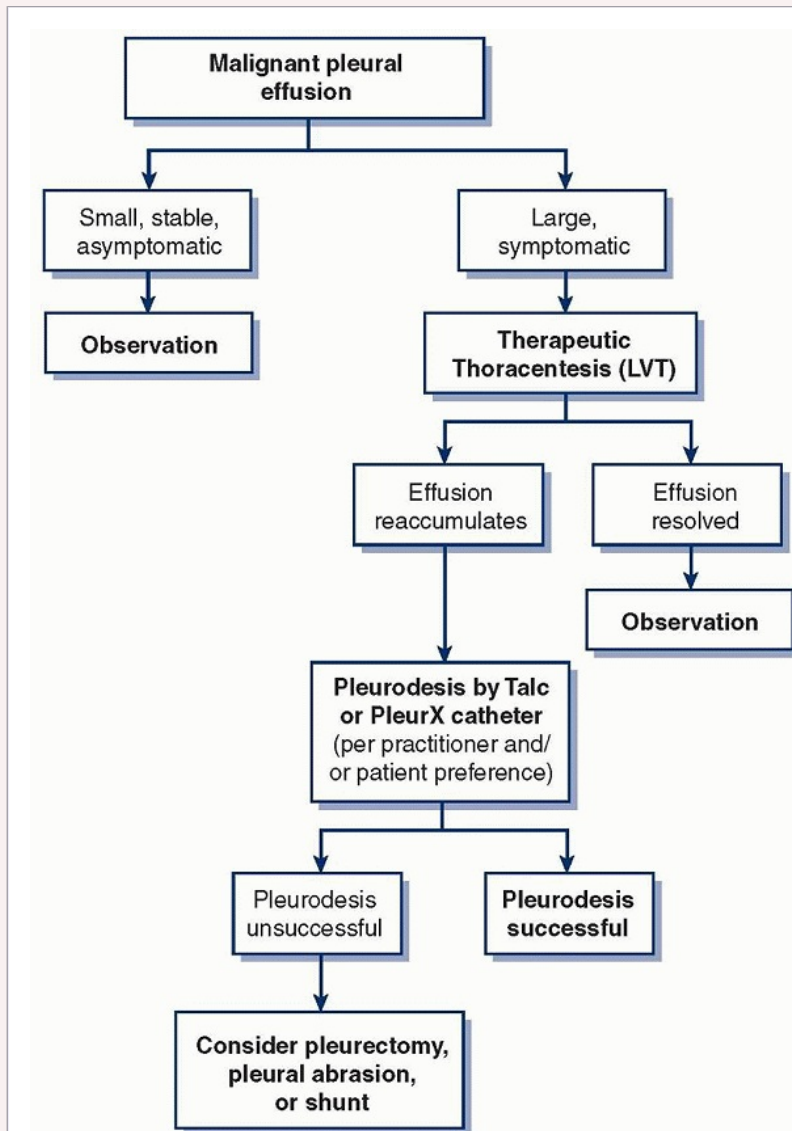 Malignant pleural
effusion
Small, stable,
asymptomatic
Large,
symptomatic
Observation
Therapeutic
Thoracentesis (LVT)
Effusion
reaccumulates
Effusion
resolved
Observation
Pleurodesis by Talc
or PleurX catheter
(per practitioner and/
or patient preference)
Pleurodesis
unsuccessful
Pleurodesis
successful
Consider pleurectomy,
pleural abrasion,
or shunt